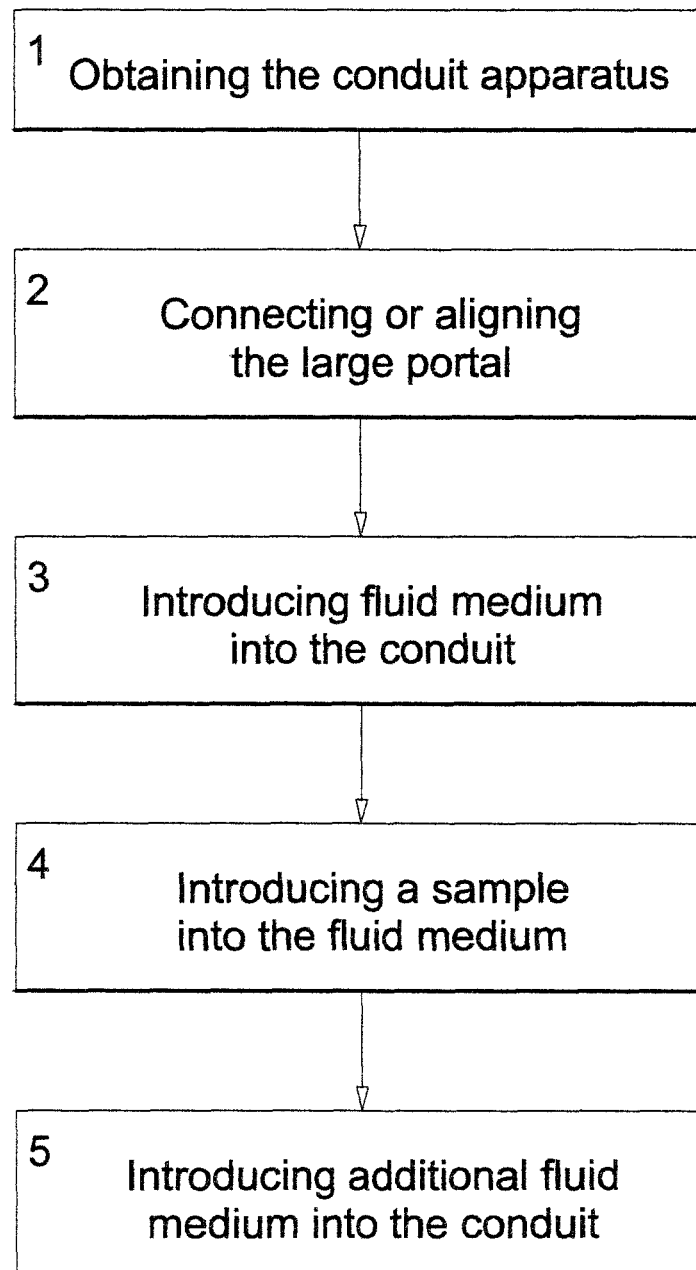 1
Obtaining the conduit apparatus
2
Connecting or aligning
the large portal
3
Introducing fluid medium
into the conduit
4
Introducing a sample
into the fluid medium
5
Introducing additional fluid
medium into the conduit